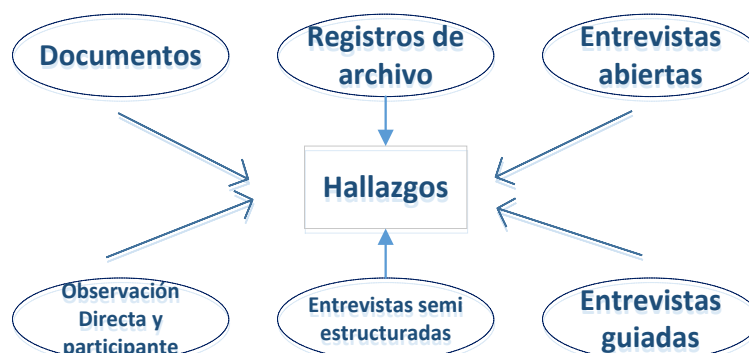 Documentos
Registros de
archivo
Entrevistas
abiertas
Hallazgos
Observación
Directa y
participante
Entrevistas semi
estructuradas
Entrevistas
guiadas